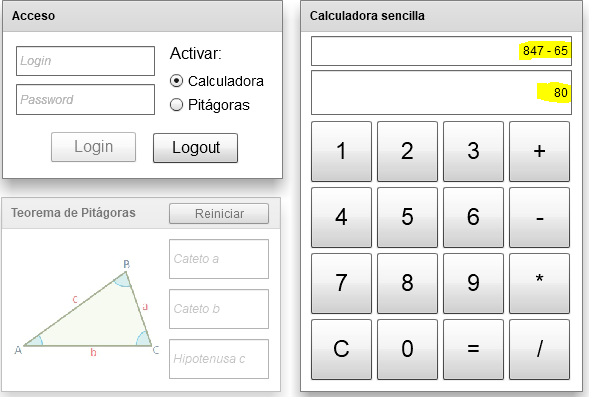 Acceso
Login
Password
Activar:
Calculadora
Pitágoras
Login
Logout
Teorema de Pitágoras
Reiniciar
B
c
a
A
b
C
Cateto a
Cateto b
Hipotenusa c
Calculadora sencilla
847 - 65
80
1 2 3 +
4 5 6 -
7 8 9 *
C 0 = /